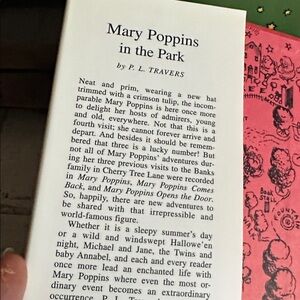 Mary Poppins
in the Park
by P. L. TRAVERS
Neat and prim, wearing a new hat
trimmed with a crimson tulip, the incom-
parable Mary Poppins is here once more
to delight her hosts of admirers, young
and old, everywhere. Not that this is a
fourth visit; she cannot forever arrive and
depart. And besides it should be remem-
bered that three is a lucky number! But
not all of Mary Poppins' adventures dur-
ing her three previous visits to the Banks
family in Cherry Tree Lane were recorded
in Mary Poppins, Mary Poppins Comes
Back, and Mary Poppins Opens the Door.
So, happily, there are new adventures to
be shared with that irrepressible and
world-famous figure.
Whether it is a sleepy summer's day
or a wild and windswept Hallowe'en
night, Michael and Jane, the Twins and
baby Annabel, and each and every reader
once more lead an enchanted life with
Mary Poppins where even the most or-
dinary event becomes an extraordinary
occurrence. P. L. Travers